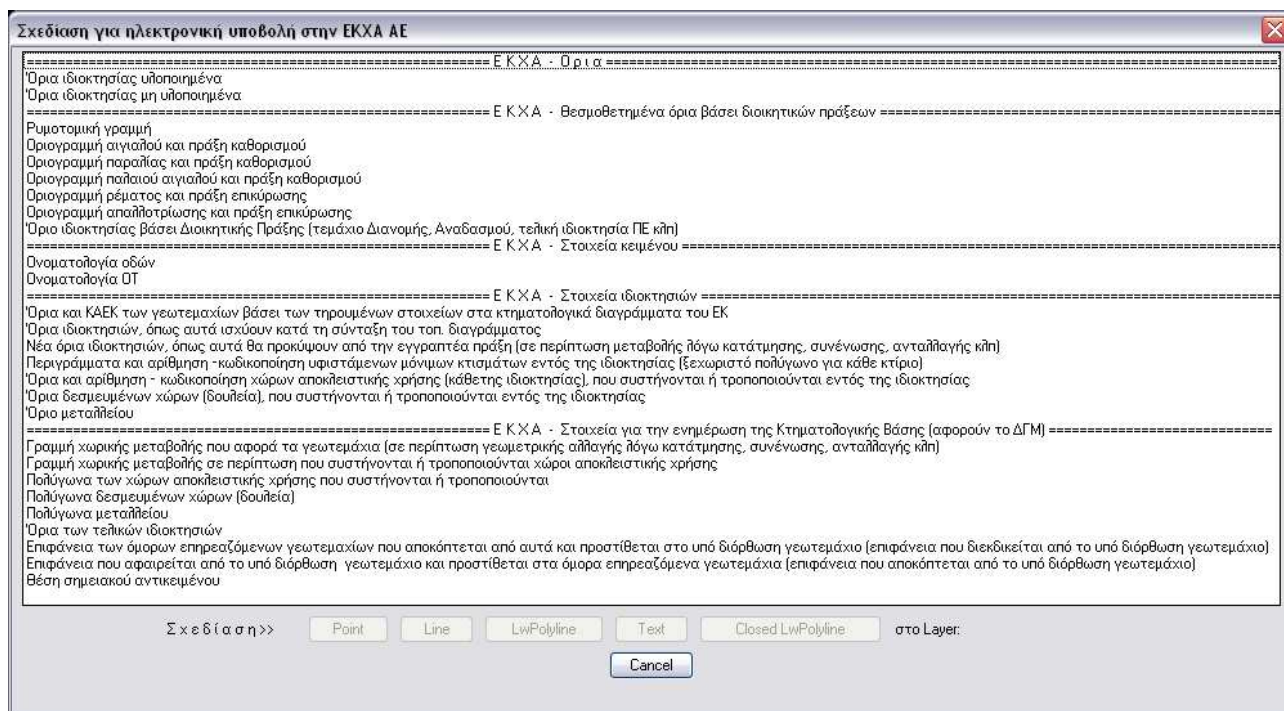 Σχεδίαση για ηλεκτρονική υποβολή στην ΕΚΧΑ ΑΕ
============================================================ Ε Κ Χ Α - Ό ρ ι α ============================================================
Όρια ιδιοκτησίας υλοποιημένα
Όρια ιδιοκτησίας μη υλοποιημένα
============================================================ Ε Κ Χ Α - Θεσμοθετημένα όρια βάσει διοικητικών πράξεων ============================================================
Ρυμοτομική γραμμή
Οριογραμμή αιγιαλού και πράξη καθορισμού
Οριογραμμή παραλίας και πράξη καθορισμού
Οριογραμμή παλαιού αιγιαλού και πράξη καθορισμού
Οριογραμμή ρέματος και πράξη επικύρωσης
Οριογραμμή απαλλοτρίωσης και πράξη επικύρωσης
Όριο ιδιοκτησίας βάσει Διοικητικής Πράξης (τεμάχιο Διανομής, Αναδασμού, τελική ιδιοκτησία ΠΕ κλπ)
============================================================ Ε Κ Χ Α - Στοιχεία κειμένου ============================================================
Ονοματολογία οδών
Ονοματολογία ΟΤ
============================================================ Ε Κ Χ Α - Στοιχεία ιδιοκτησιών ============================================================
Όρια και ΚΑΕΚ των γεωτεμαχίων βάσει των τηρουμένων στοιχείων στα κτηματολογικά διαγράμματα του ΕΚ
Όρια ιδιοκτησιών, όπως αυτά ισχύουν κατά τη σύνταξη του τοπ. διαγράμματος
Νέα όρια ιδιοκτησιών, όπως αυτά θα προκύψουν από την εγγραπτέα πράξη (σε περίπτωση μεταβολής λόγω κατάτμησης, συνένωσης, ανταλλαγής κλπ)
Περιγράμματα και αρίθμηση -κωδικοποίηση υφιστάμενων μόνιμων κτισμάτων εντός της ιδιοκτησίας (ξεχωριστό πολύγωνο για κάθε κτίριο)
Όρια και αρίθμηση - κωδικοποίηση χώρων αποκλειστικής χρήσης (κάθετης ιδιοκτησίας), που συστήνονται ή τροποποιούνται εντός της ιδιοκτησίας
Όρια δεσμευμένων χώρων (δουλεία), που συστήνονται ή τροποποιούνται εντός της ιδιοκτησίας
Όριο μεταλλείου
============================================================ Ε Κ Χ Α - Στοιχεία για την ενημέρωση της Κτηματολογικής Βάσης (αφορούν το ΔΓΜ) =============================
Γραμμή χωρικής μεταβολής που αφορά τα γεωτεμάχια (σε περίπτωση γεωμετρικής αλλαγής λόγω κατάτμησης, συνένωσης, ανταλλαγής κλπ)
Γραμμή χωρικής μεταβολής σε περίπτωση που συστήνονται ή τροποποιούνται χώροι αποκλειστικής χρήσης
Πολύγωνα των χώρων αποκλειστικής χρήσης που συστήνονται ή τροποποιούνται
Πολύγωνα δεσμευμένων χώρων (δουλεία)
Πολύγωνα μεταλλείου
Όρια των τελικών ιδιοκτησιών
Επιφάνεια των όμορων επηρεαζόμενων γεωτεμαχίων που αποκόπτεται από αυτά και προστίθεται στο υπό διόρθωση γεωτεμάχιο (επιφάνεια που διεκδικείται από το υπό διόρθωση γεωτεμάχιο)
Επιφάνεια που αφαιρείται από το υπό διόρθωση γεωτεμάχιο και προστίθεται στα όμορα επηρεαζόμενα γεωτεμάχια (επιφάνεια που αποκόπτεται από το υπό διόρθωση γεωτεμάχιο)
Θέση σημειακού αντικειμένου
Σ χ ε δ ί α σ η >> Point Line LwPolyline Text Closed LwPolyline στο Layer:
Cancel